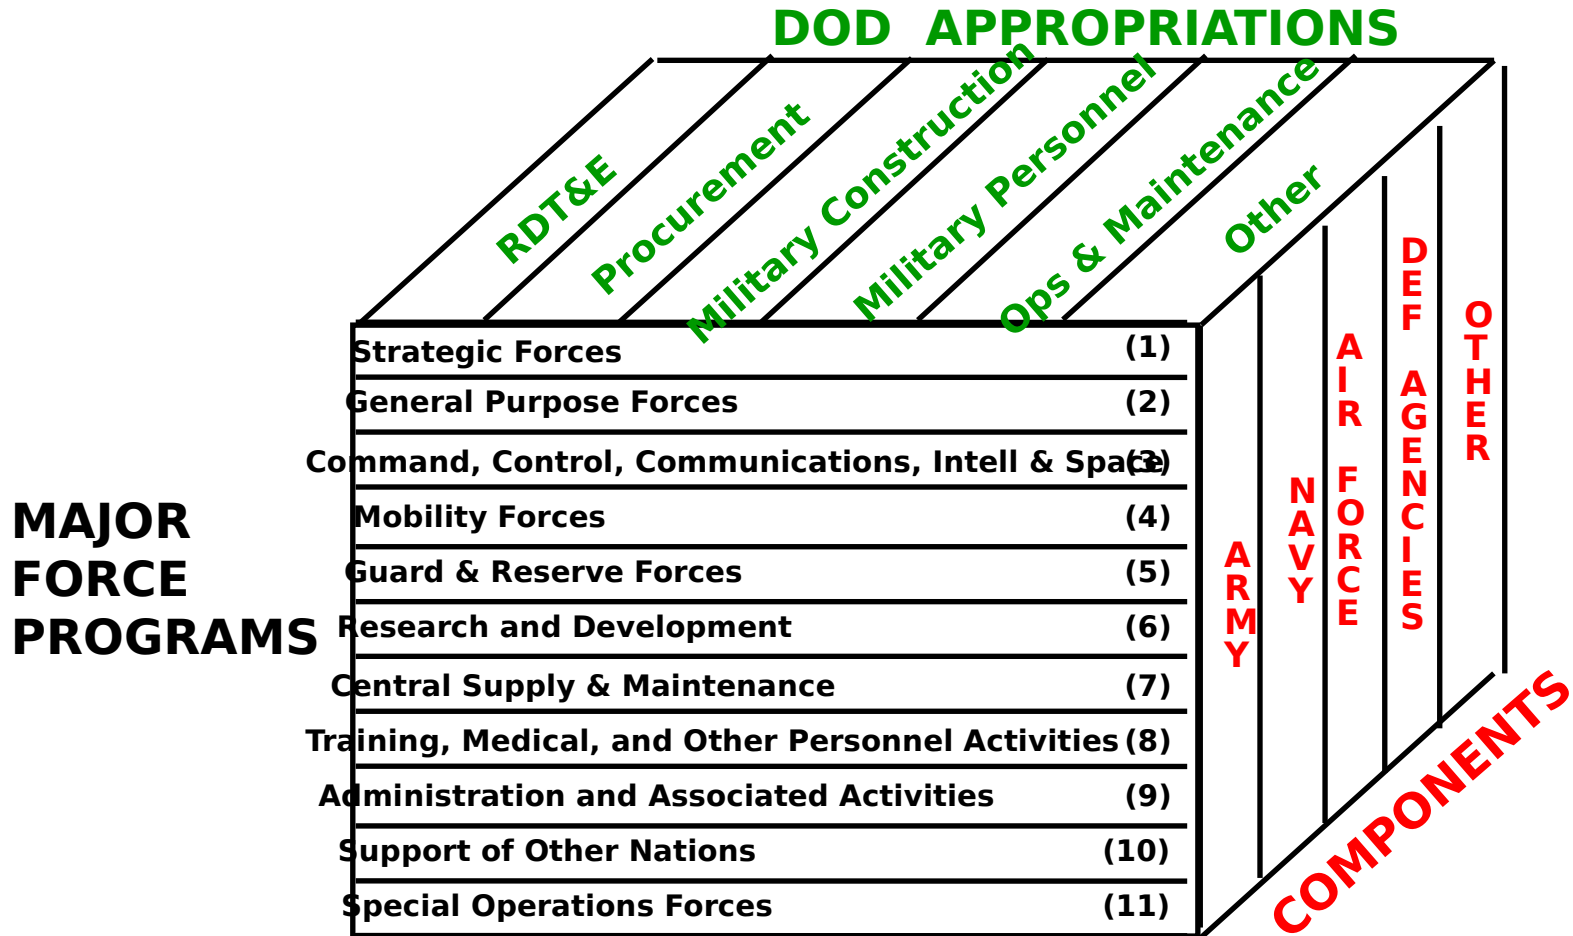 DOD APPROPRIATIONS
RDT&E
Procurement
Military Construction
Military Personnel
Ops & Maintenance
Other
MAJOR
FORCE
PROGRAMS
Strategic Forces (1)
General Purpose Forces (2)
Command, Control, Communications, Intell & Space (3)
Mobility Forces (4)
Guard & Reserve Forces (5)
Research and Development (6)
Central Supply & Maintenance (7)
Training, Medical, and Other Personnel Activities (8)
Administration and Associated Activities (9)
Support of Other Nations (10)
Special Operations Forces (11)
ARMY
NAVY
AIR FORCE
DEF AGENCIES
OTHER
COMPONENTS